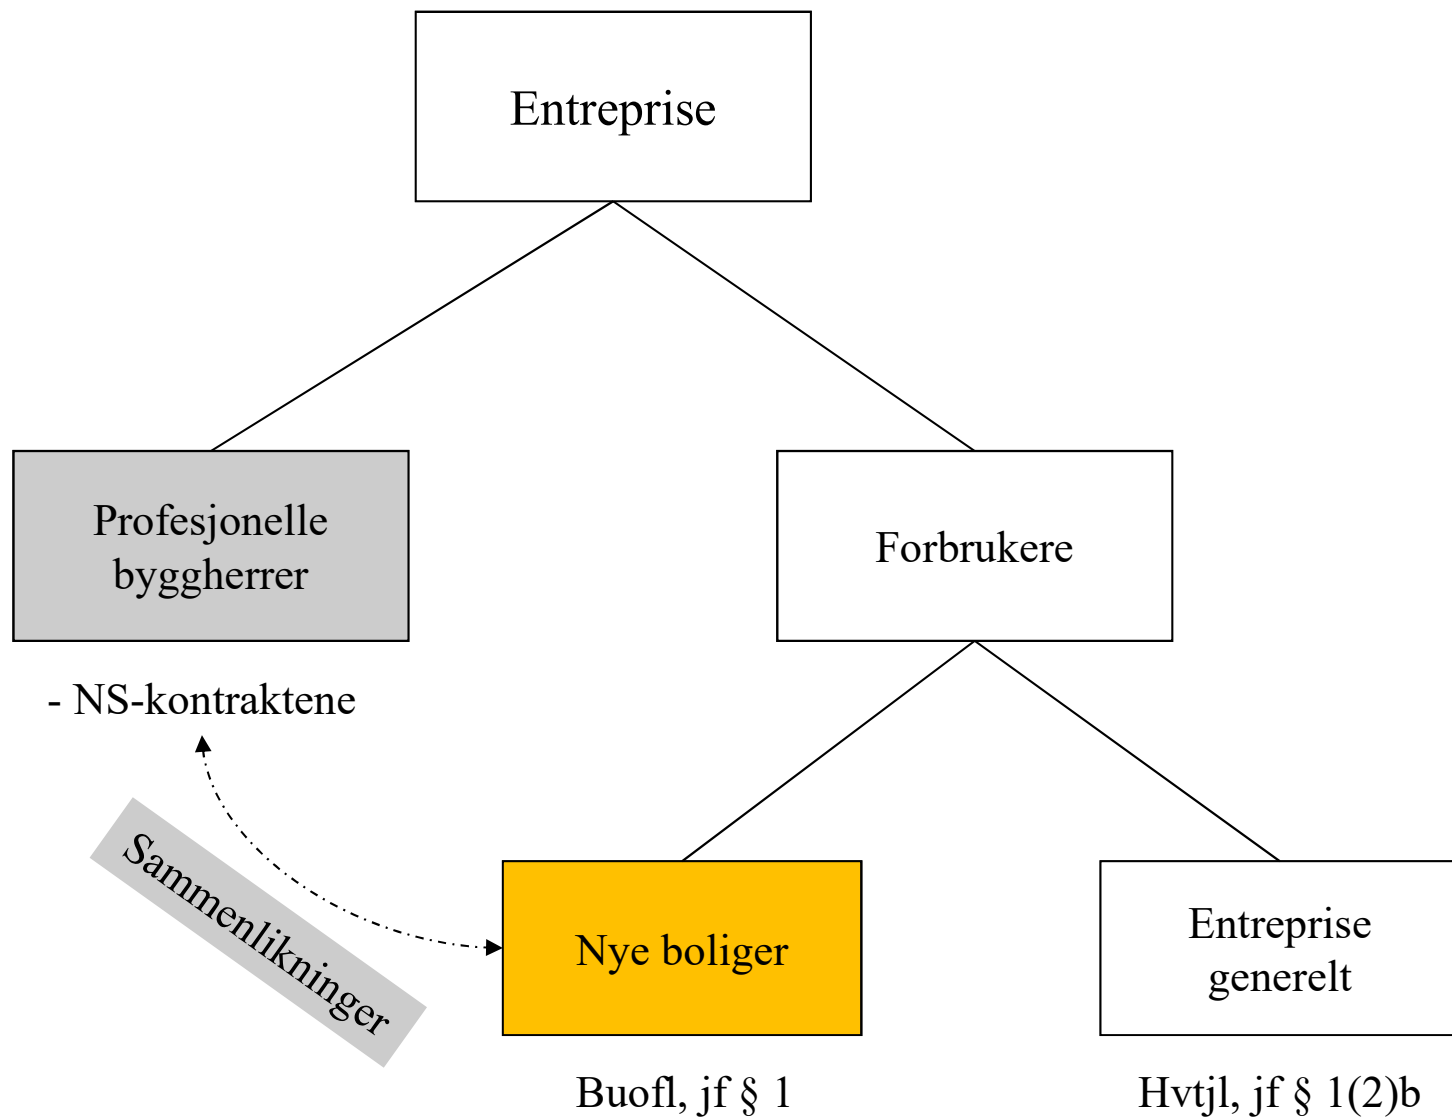 Entreprise
Profesjonelle
byggherrer
Forbrukere
- NS-kontraktene
Sammenlikninger
Nye boliger
Entreprise
generelt
Buofl, jf § 1
Hvtjl, jf § 1(2)b